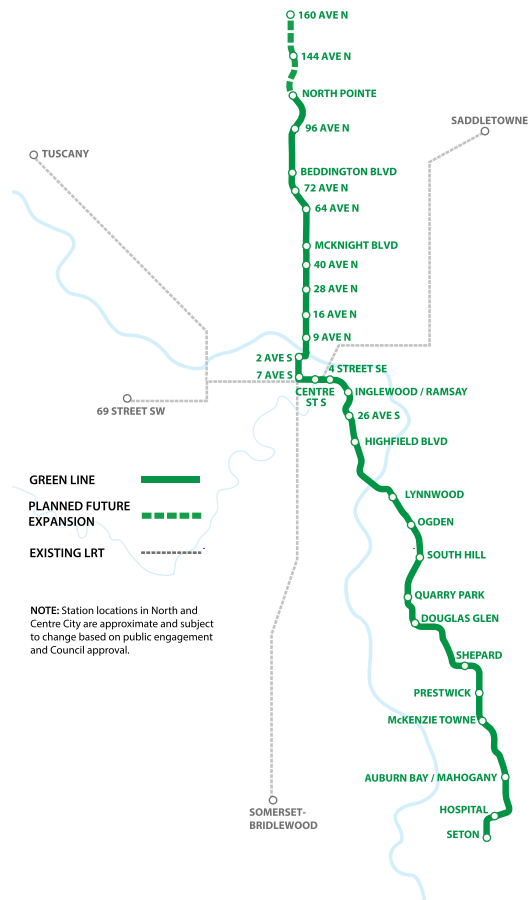 160 AVE N
144 AVE N
NORTH POINTE
SADDLETOWNE
96 AVE N
TUSCANY
BEDDINGTON BLVD
72 AVE N
64 AVE N
MCKNIGHT BLVD
40 AVE N
28 AVE N
16 AVE N
9 AVE N
2 AVE S
7 AVE S
4 STREET SE
CENTRE
ST S
INGLEWOOD / RAMSAY
69 STREET SW
26 AVE S
HIGHFIELD BLVD
GREEN LINE
LYNNWOOD
PLANNED FUTURE
EXPANSION
OGDEN
EXISTING LRT
SOUTH HILL
QUARRY PARK
NOTE: Station locations in North and
Centre City are approximate and subject
to change based on public engagement
and Council approval.
DOUGLAS GLEN
SHEPARD
PRESTWICK
McKENZIE TOWNE
AUBURN BAY / MAHOGANY
HOSPITAL
SOMERSET-
BRIDLEWOOD
SETON